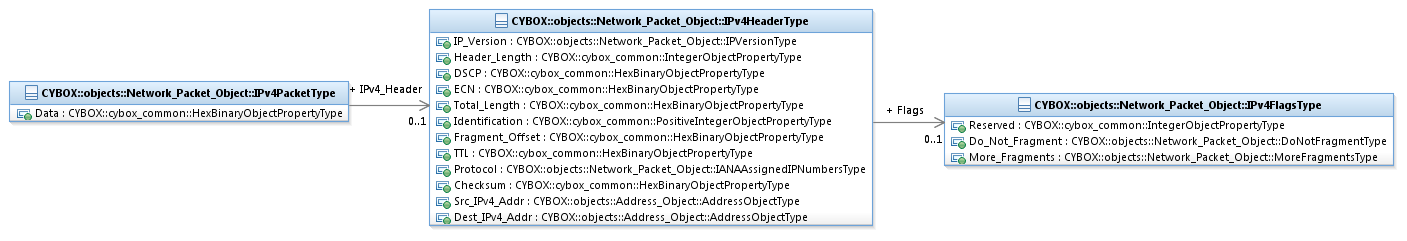 CYBOX::objects::Network_Packet_Object::IPv4PacketType
Data : CYBOX::cybox_common::HexBinaryObjectPropertyType
+ IPv4_Header
0..1
CYBOX::objects::Network_Packet_Object::IPv4HeaderType
IP_Version : CYBOX::objects::Network_Packet_Object::IPVersionType
Header_Length : CYBOX::cybox_common::IntegerObjectPropertyType
DSCP : CYBOX::cybox_common::HexBinaryObjectPropertyType
ECN : CYBOX::cybox_common::HexBinaryObjectPropertyType
Total_Length : CYBOX::cybox_common::HexBinaryObjectPropertyType
Identification : CYBOX::cybox_common::PositiveIntegerObjectPropertyType
Fragment_Offset : CYBOX::cybox_common::HexBinaryObjectPropertyType
TTL : CYBOX::cybox_common::HexBinaryObjectPropertyType
Protocol : CYBOX::objects::Network_Packet_Object::IANAAssignedIPNumbersType
Checksum : CYBOX::cybox_common::HexBinaryObjectPropertyType
Src_IPv4_Addr : CYBOX::objects::Address_Object::AddressObjectType
Dest_IPv4_Addr : CYBOX::objects::Address_Object::AddressObjectType
+ Flags
0..1
CYBOX::objects::Network_Packet_Object::IPv4FlagsType
Reserved : CYBOX::cybox_common::IntegerObjectPropertyType
Do_Not_Fragment : CYBOX::objects::Network_Packet_Object::DoNotFragmentType
More_Fragments : CYBOX::objects::Network_Packet_Object::MoreFragmentsType